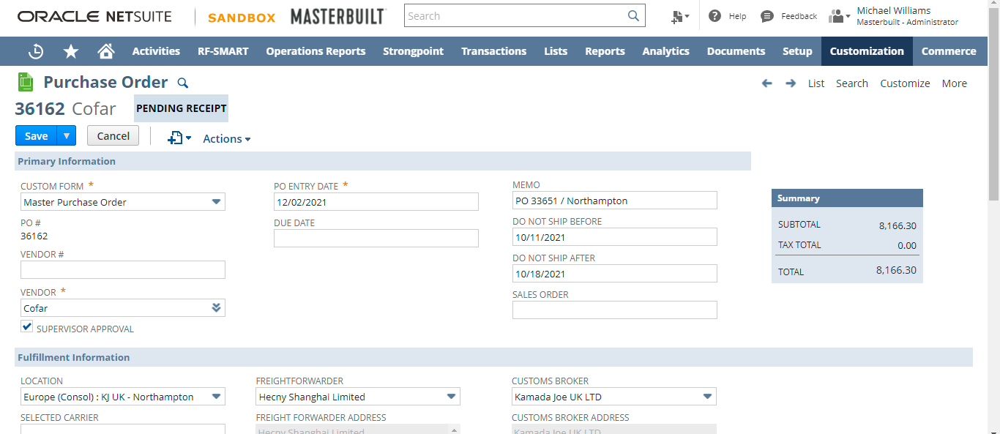 ORACLE NETSUITE SANDBOX MASTERBUILT Search Help Feedback Michael Williams
Masterbuilt - Administrator
Activities RF-SMART Operations Reports Strongpoint Transactions Lists Reports Analytics Documents Setup Customization Commerce
Purchase Order List Search Customize More
36162 Cofar PENDING RECEIPT
Save Cancel Actions
Primary Information
CUSTOM FORM *
Master Purchase Order
PO #
36162
VENDOR #
VENDOR *
Cofar
SUPERVISOR APPROVAL
PO ENTRY DATE *
12/02/2021
DUE DATE
MEMO
PO 33651 / Northampton
DO NOT SHIP BEFORE
10/11/2021
DO NOT SHIP AFTER
10/18/2021
SALES ORDER
Summary
SUBTOTAL 8,166.30
TAX TOTAL 0.00
TOTAL 8,166.30
Fulfillment Information
LOCATION
Europe (Consol) : KJ UK - Northampton
SELECTED CARRIER
FREIGHTFORWARDER
Hecny Shanghai Limited
FREIGHT FORWARDER ADDRESS
Hecny Shanghai Limited
CUSTOMS BROKER
Kamada Joe UK LTD
CUSTOMS BROKER ADDRESS
Kamada Joe UK LTD